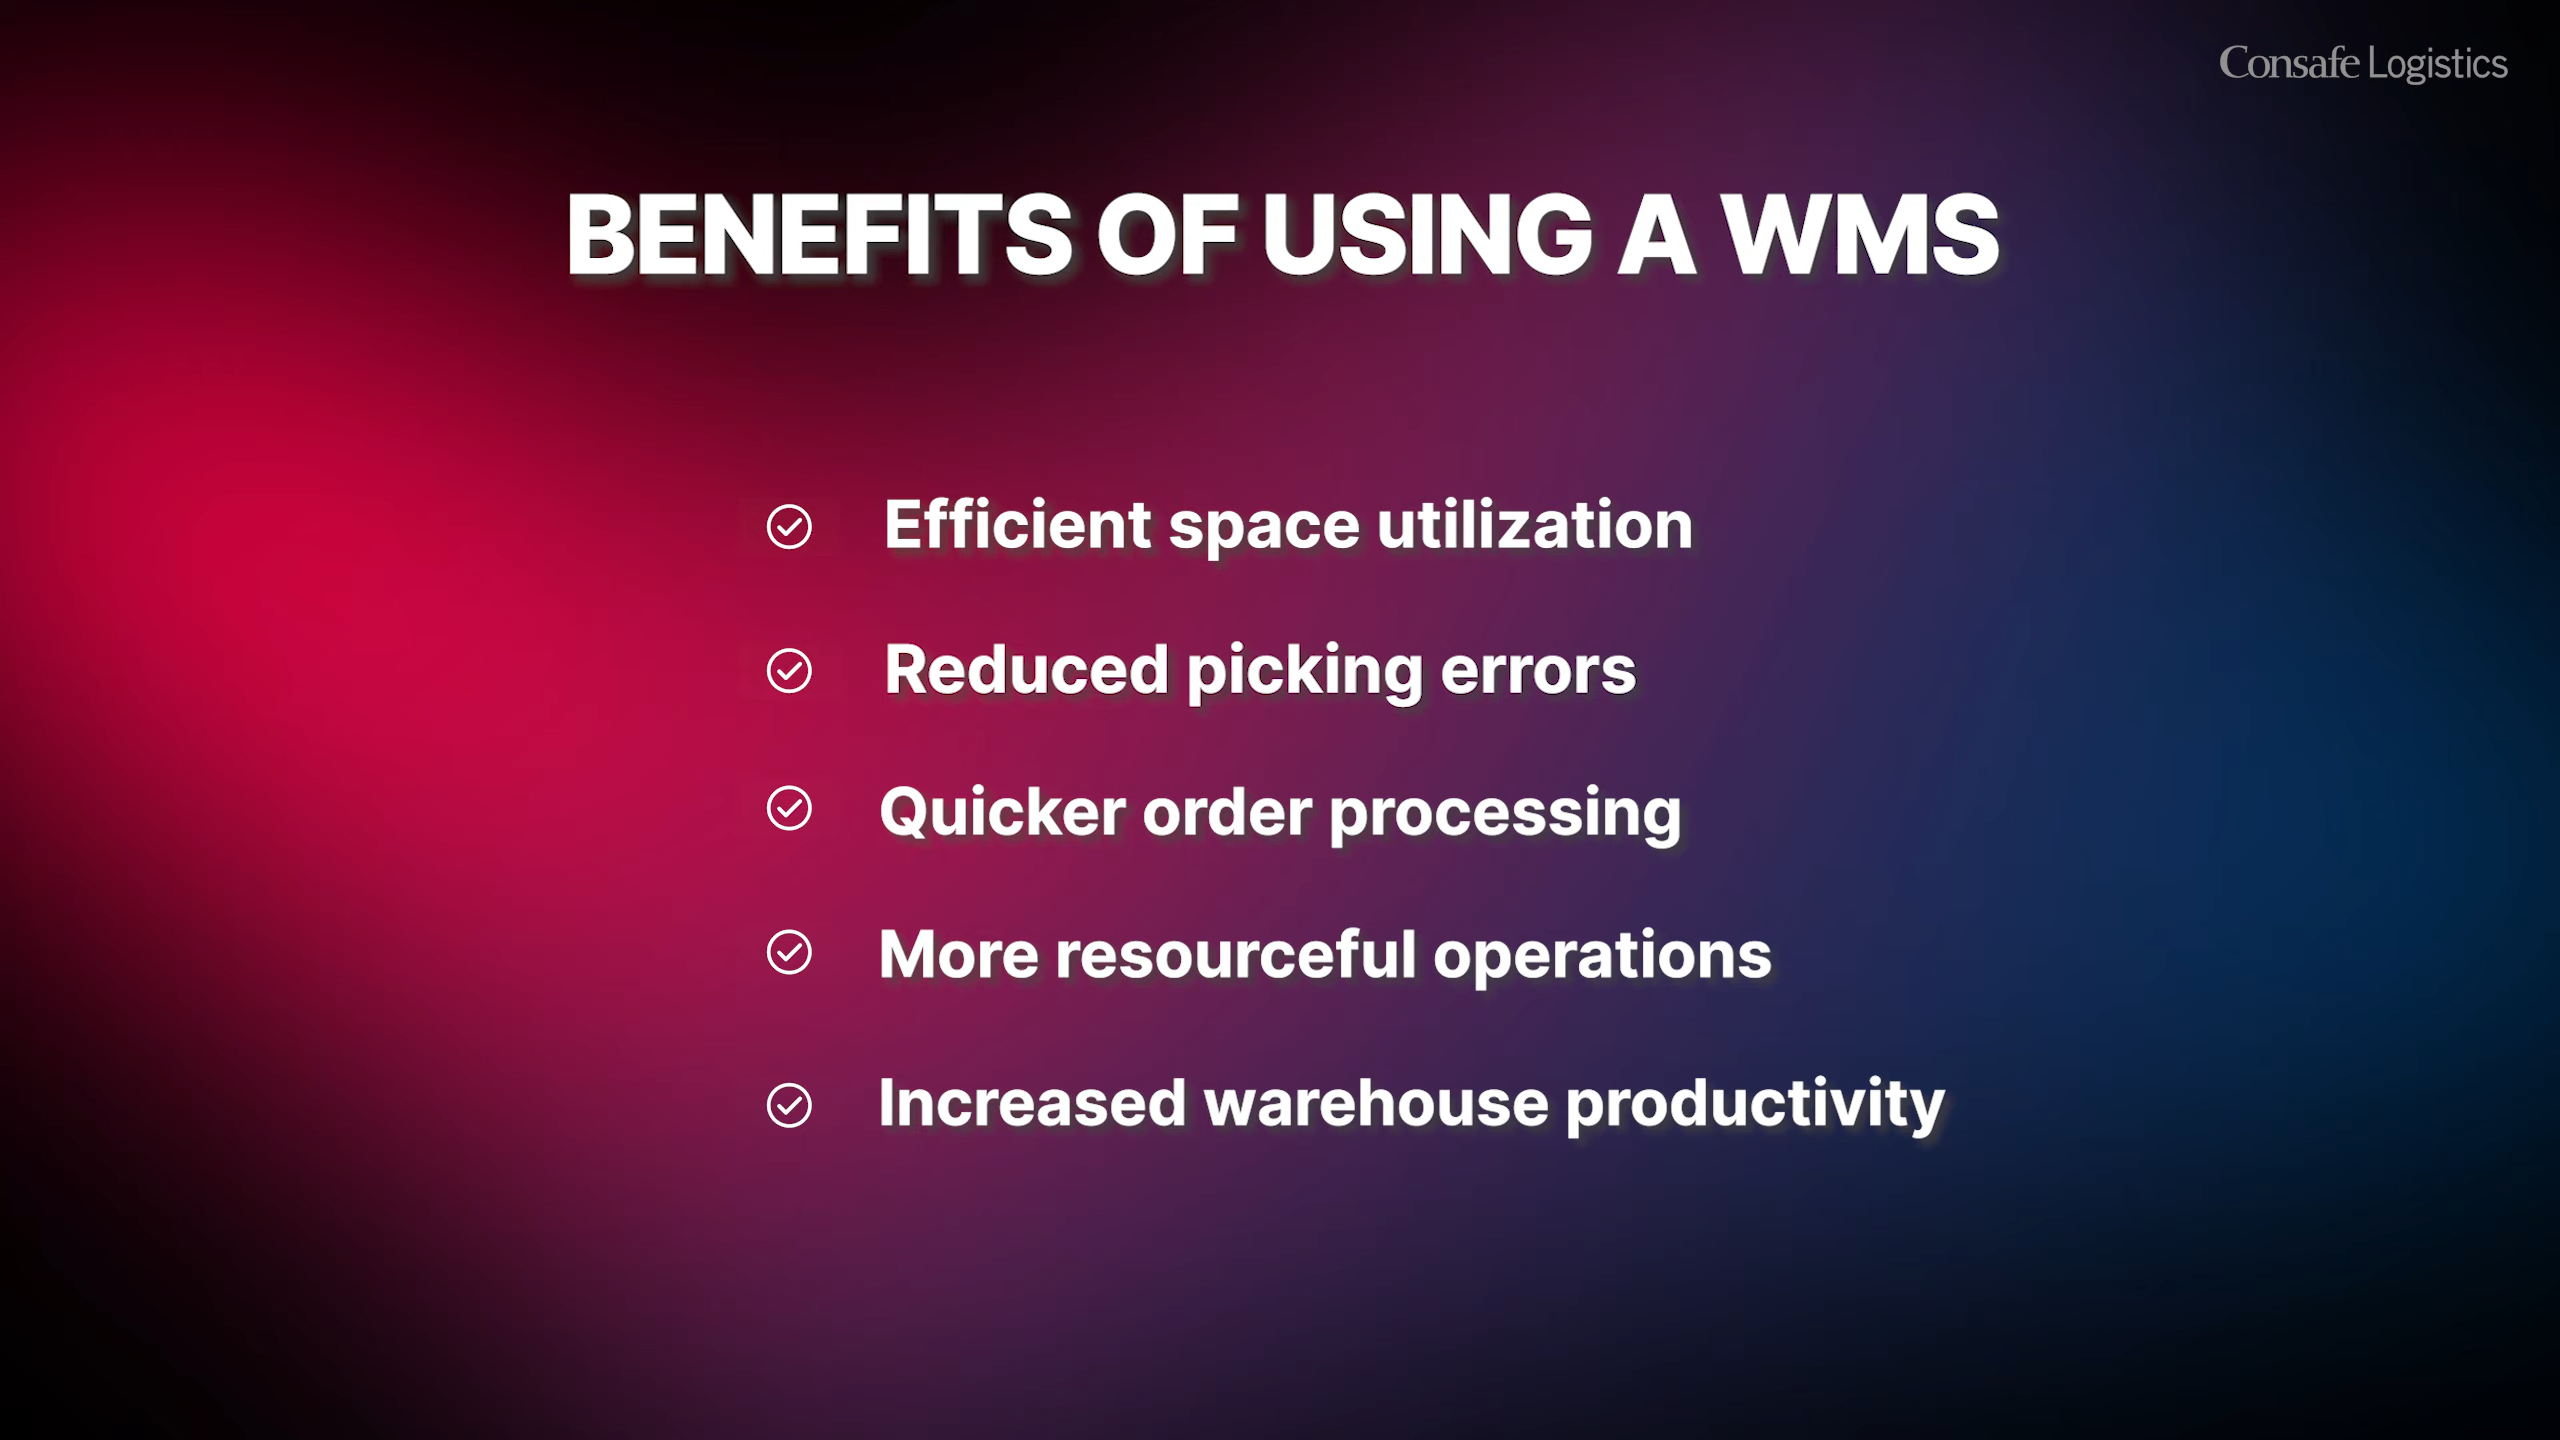 Consafe Logistics
BENEFITS OF USING A WMS
Efficient space utilization
Reduced picking errors
Quicker order processing
More resourceful operations
Increased warehouse productivity